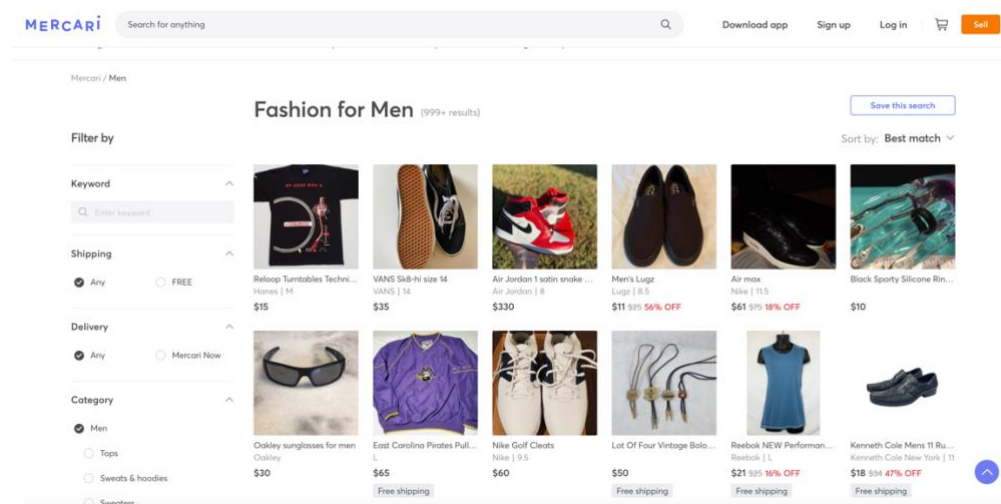 MERCARI
Search for anything
Download app
Sign up
Log in
Sell
Mercari / Men
Fashion for Men (999+ results)
Save this search
Filter by
Sort by: Best match
Keyword
Enter keyword
Shipping
Any
FREE
Delivery
Any
Mercari Now
Category
Men
Tops
Sweats & hoodies
Sweaters
Reloop Turntables Techni...
Hanes | M
$15
VANS Sk8-hi size 14
VANS | 14
$35
Air Jordan 1 satin snake ...
Air Jordan | 8
$330
Men's Lugz
Lugz | 8.5
$11 $25 56% OFF
Air max
Nike | 11.5
$61 $75 18% OFF
Black Sporty Silicone Rin...
$10
Oakley sunglasses for men
Oakley
$30
East Carolina Pirates Pull...
L
$65
Free shipping
Nike Golf Cleats
Nike | 9.5
$60
Lot Of Four Vintage Bolo...
$50
Free shipping
Reebok NEW Performan...
Reebok | L
$21 $25 16% OFF
Free shipping
Kenneth Cole Mens 11 Ru...
Kenneth Cole New York | 11
$18 $34 47% OFF
Free shipping